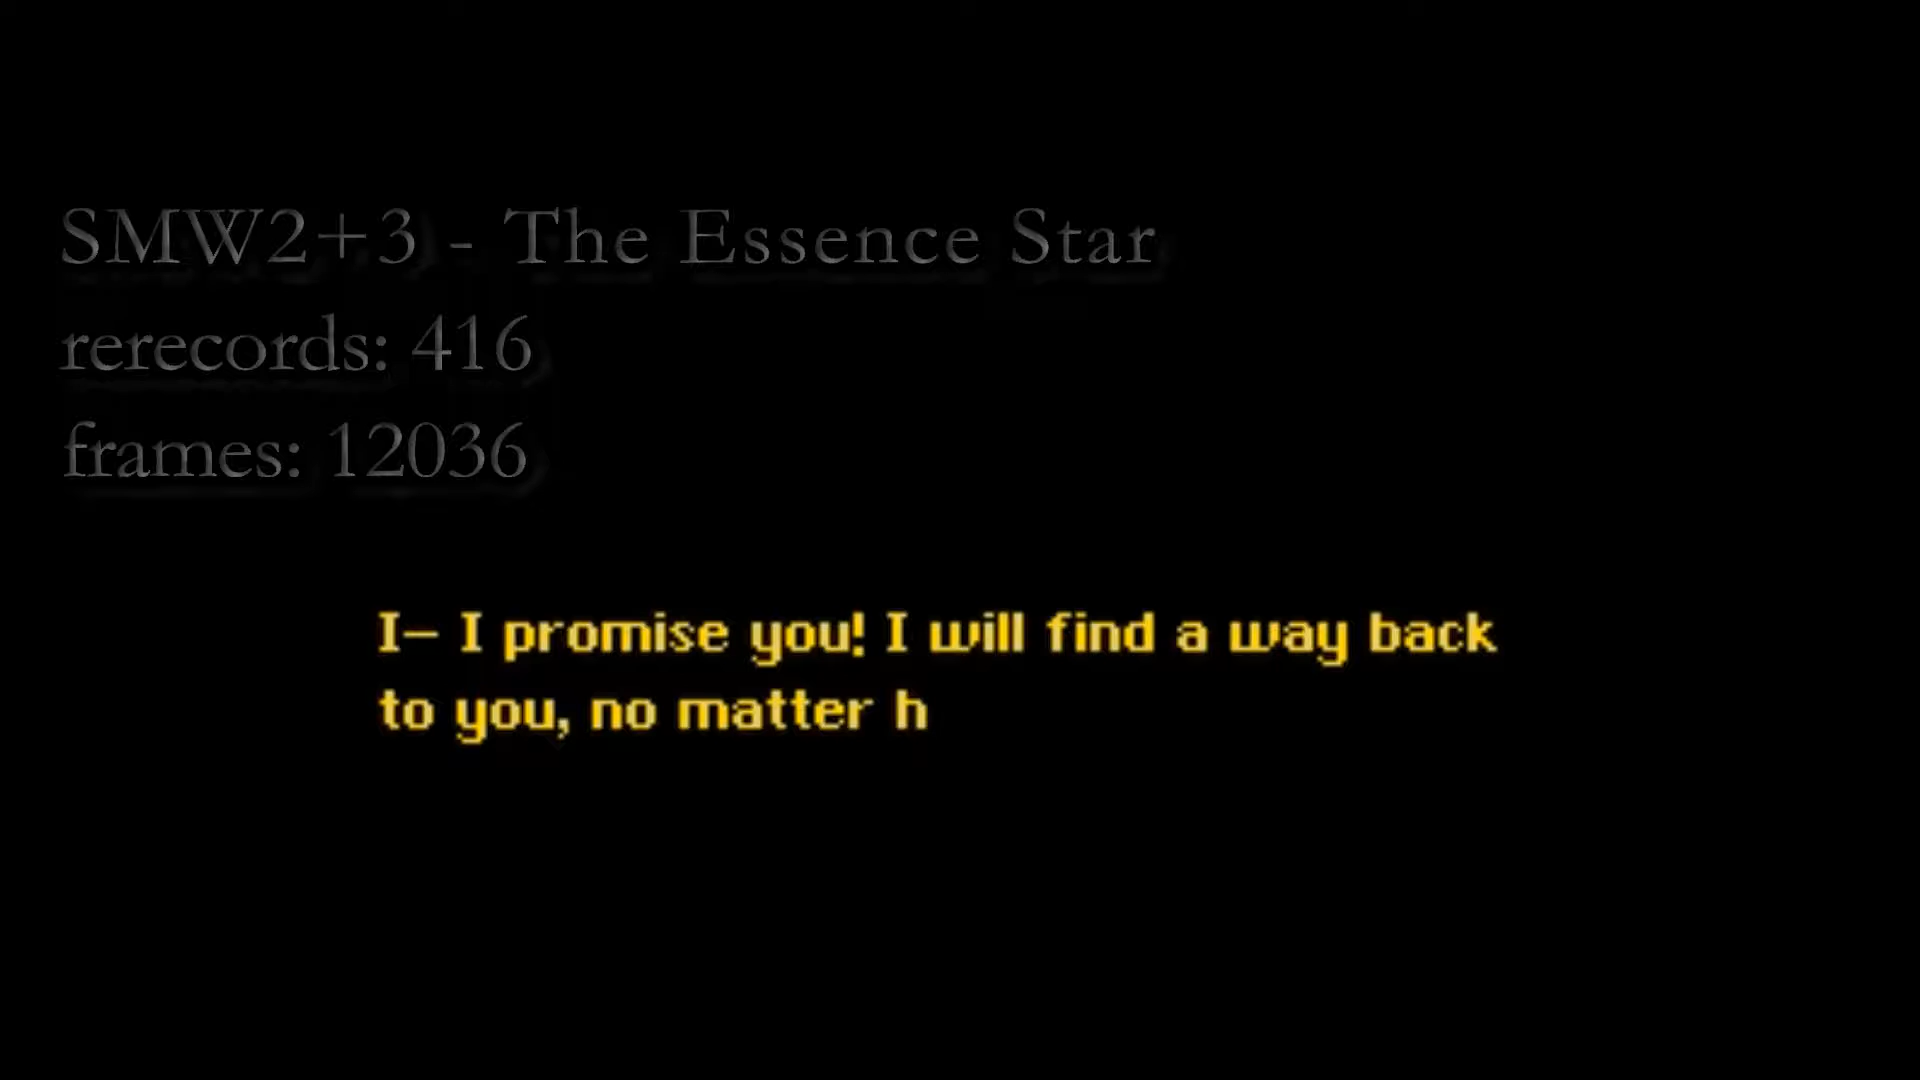 SMW2+3 - The Essence Star
rerecords: 416
frames: 12036
I– I promise you! I will find a way back
to you, no matter h